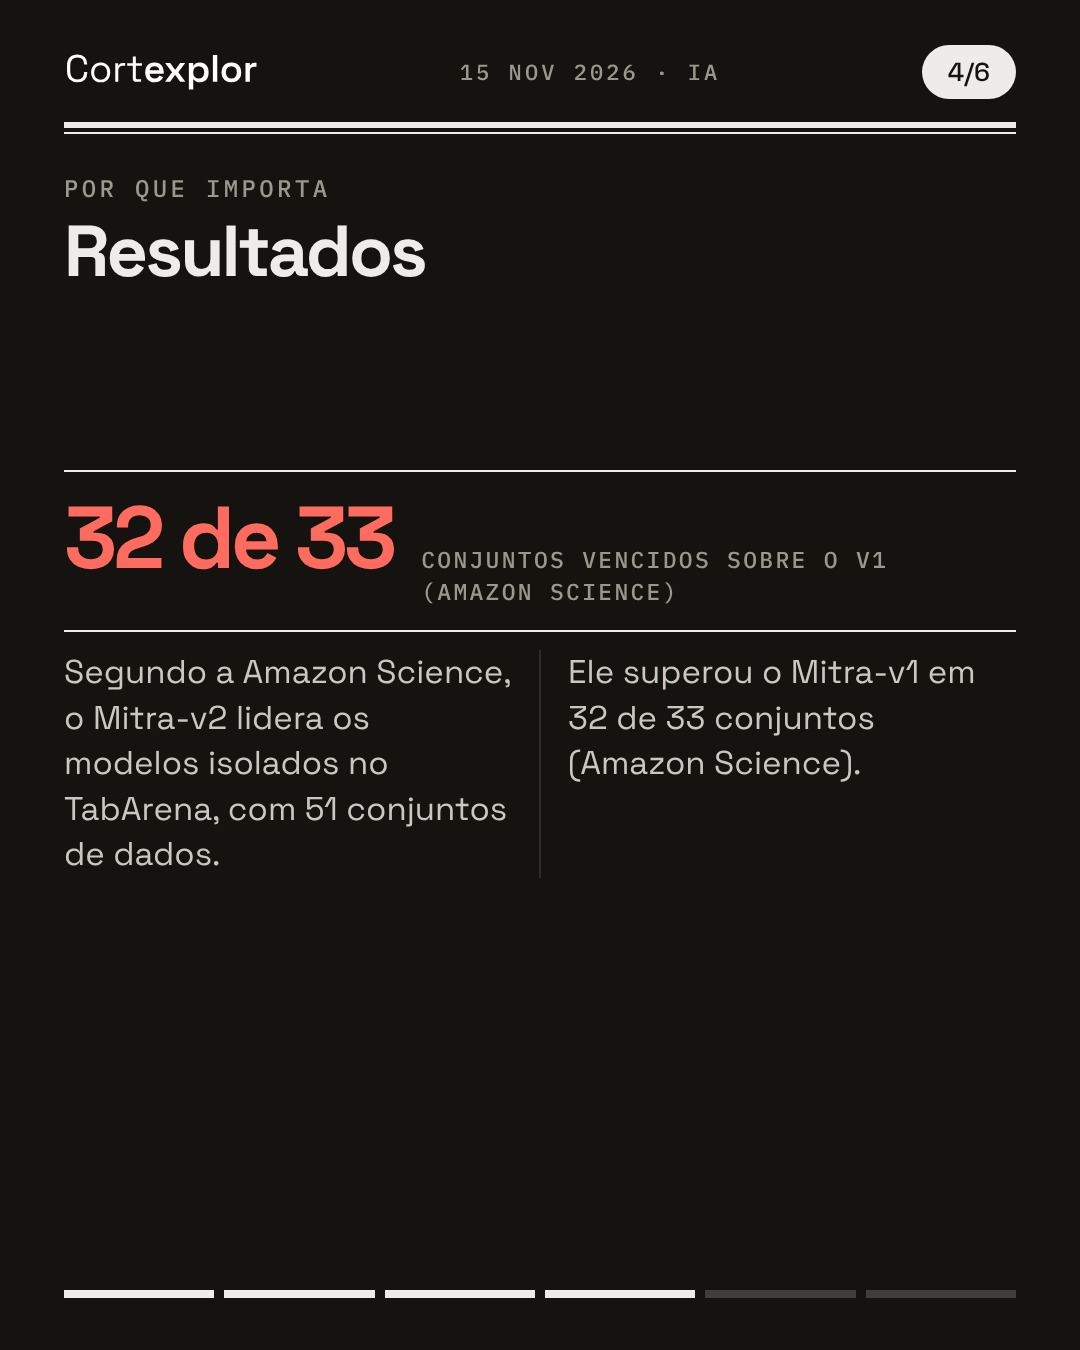 Cortexplor
15 NOV 2026 · IA
4/6
POR QUE IMPORTA
Resultados
32 de 33
CONJUNTOS VENCIDOS SOBRE O V1
(AMAZON SCIENCE)
Segundo a Amazon Science,
o Mitra-v2 lidera os
modelos isolados no
TabArena, com 51 conjuntos
de dados.
Ele superou o Mitra-v1 em
32 de 33 conjuntos
(Amazon Science).